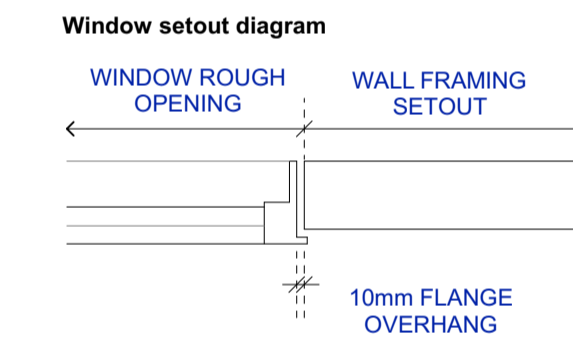 Window setout diagram
WINDOW ROUGH
OPENING
WALL FRAMING
SETOUT
10mm FLANGE
OVERHANG